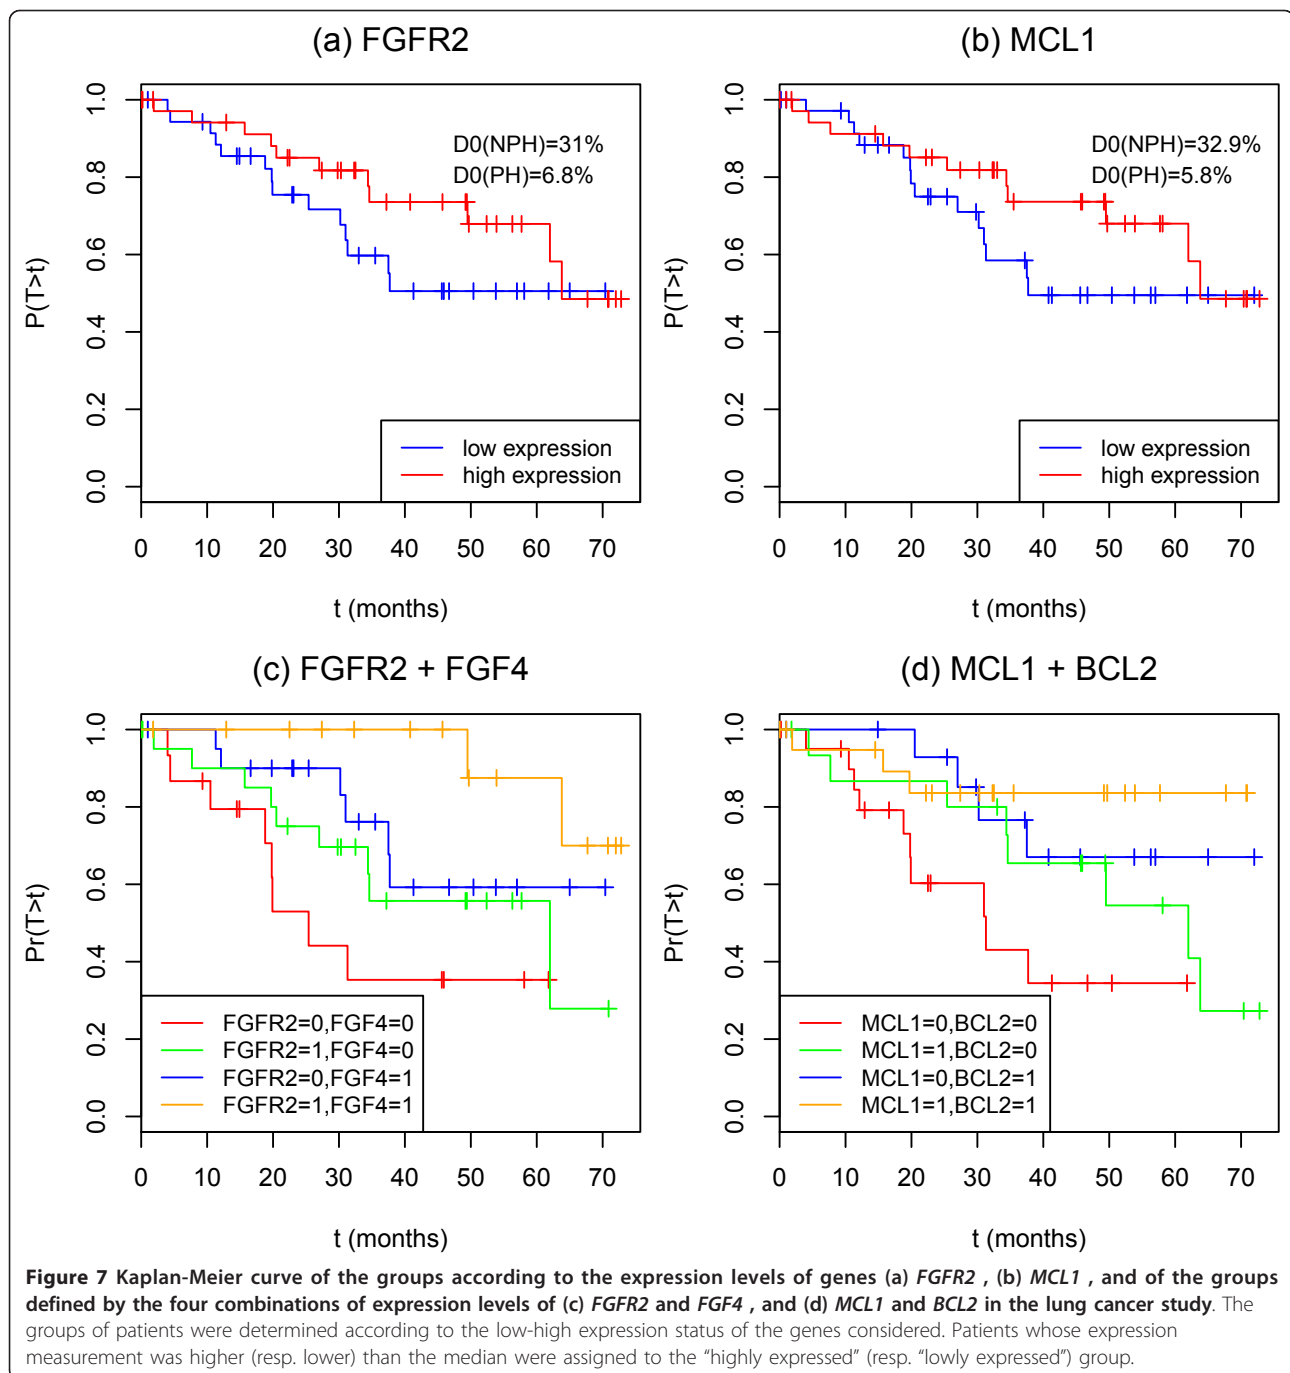 (a) FGFR2
P(T>t)
1.0
0.8
0.6
0.4
0.2
0.0
D0(NPH)=31%
D0(PH)=6.8%
low expression
high expression
0 10 20 30 40 50 60 70
t (months)
(b) MCL1
P(T>t)
1.0
0.8
0.6
0.4
0.2
0.0
D0(NPH)=32.9%
D0(PH)=5.8%
low expression
high expression
0 10 20 30 40 50 60 70
t (months)
(c) FGFR2 + FGF4
Pr(T>t)
1.0
0.8
0.6
0.4
0.2
0.0
FGFR2=0,FGF4=0
FGFR2=1,FGF4=0
FGFR2=0,FGF4=1
FGFR2=1,FGF4=1
0 10 20 30 40 50 60 70
t (months)
(d) MCL1 + BCL2
Pr(T>t)
1.0
0.8
0.6
0.4
0.2
0.0
MCL1=0,BCL2=0
MCL1=1,BCL2=0
MCL1=0,BCL2=1
MCL1=1,BCL2=1
0 10 20 30 40 50 60 70
t (months)
Figure 7 Kaplan-Meier curve of the groups according to the expression levels of genes (a) FGFR2 , (b) MCL1 , and of the groups
defined by the four combinations of expression levels of (c) FGFR2 and FGF4 , and (d) MCL1 and BCL2 in the lung cancer study. The
groups of patients were determined according to the low-high expression status of the genes considered. Patients whose expression
measurement was higher (resp. lower) than the median were assigned to the “highly expressed” (resp. “lowly expressed”) group.